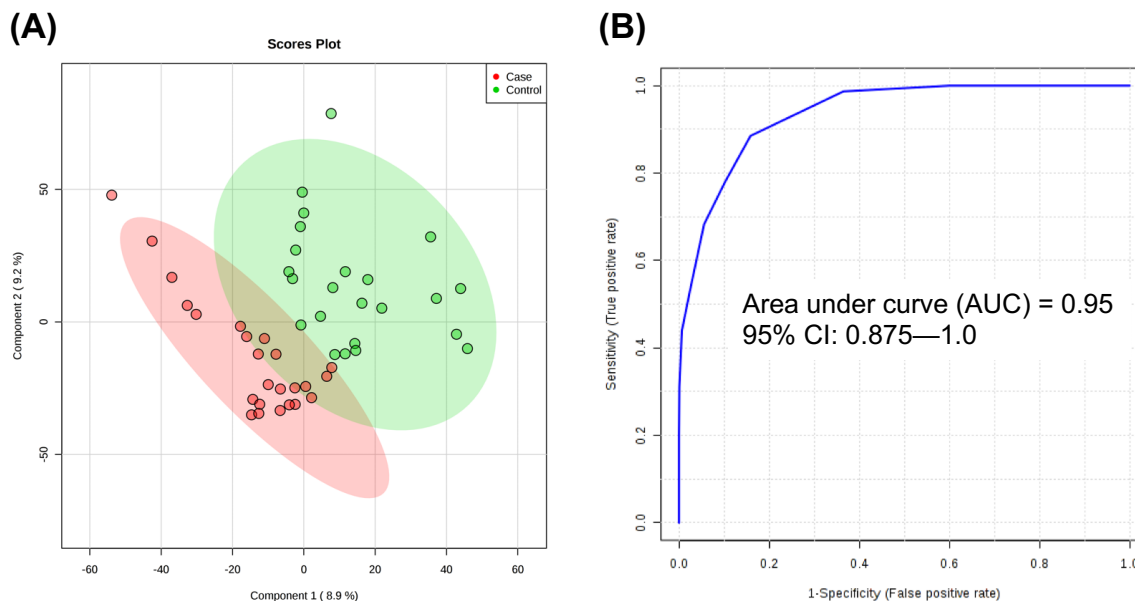 (A)
Scores Plot
Case
Control
50
0
-50
Component 2 ( 9.2 %)
-60
-40
-20
0
20
40
60
Component 1 ( 8.9 %)
(B)
1.0
0.8
0.6
0.4
0.2
0.0
Sensitivity (True positive rate)
Area under curve (AUC) = 0.95
95% CI: 0.875—1.0
0.0
0.2
0.4
0.6
0.8
1.0
1-Specificity (False positive rate)